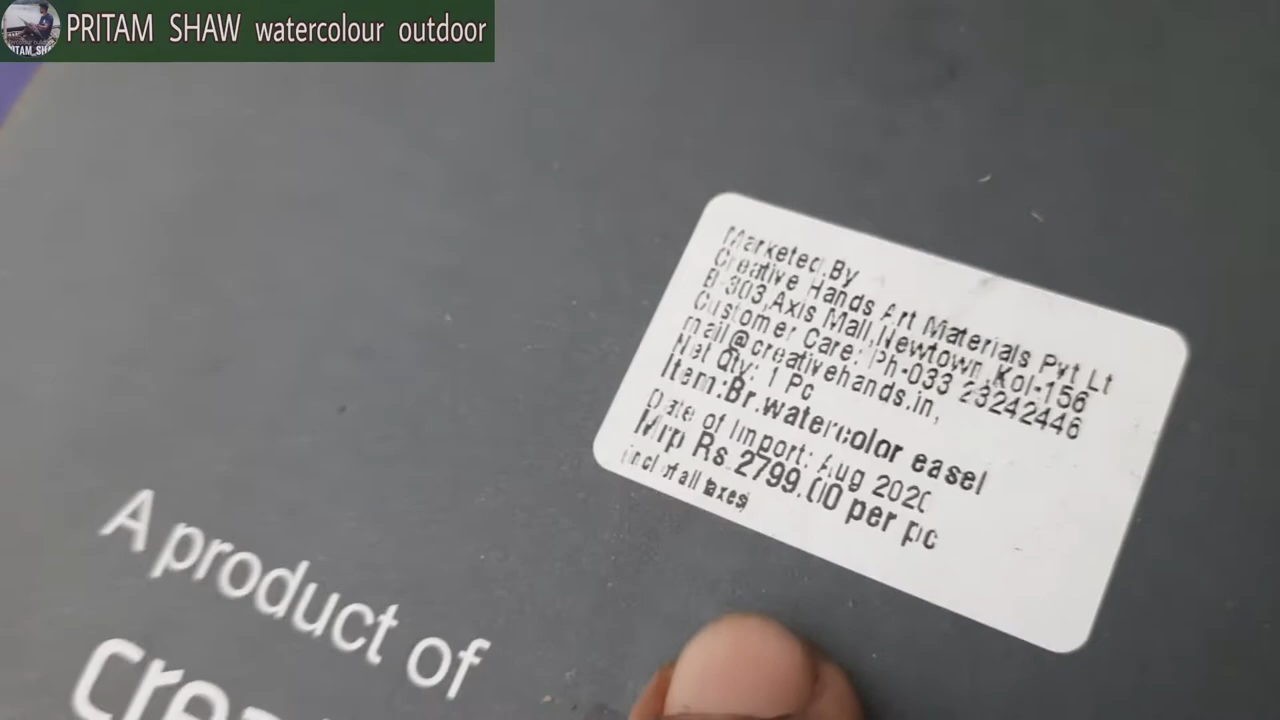 PRITAM SHAW watercolour outdoor
Marketed By
Creative Hands Art Materials Pvt Lt
B-303,Axis Mall,Newtown,Kol-156
Customer Care: Ph-033 23242446
mail@creativehands.in,
Net Qty: 1 Pc
Item:Br.watercolor easel
Date of Import: Aug 2020
Mrp Rs.2799.00 per pc
(incl of all taxes)
A product of